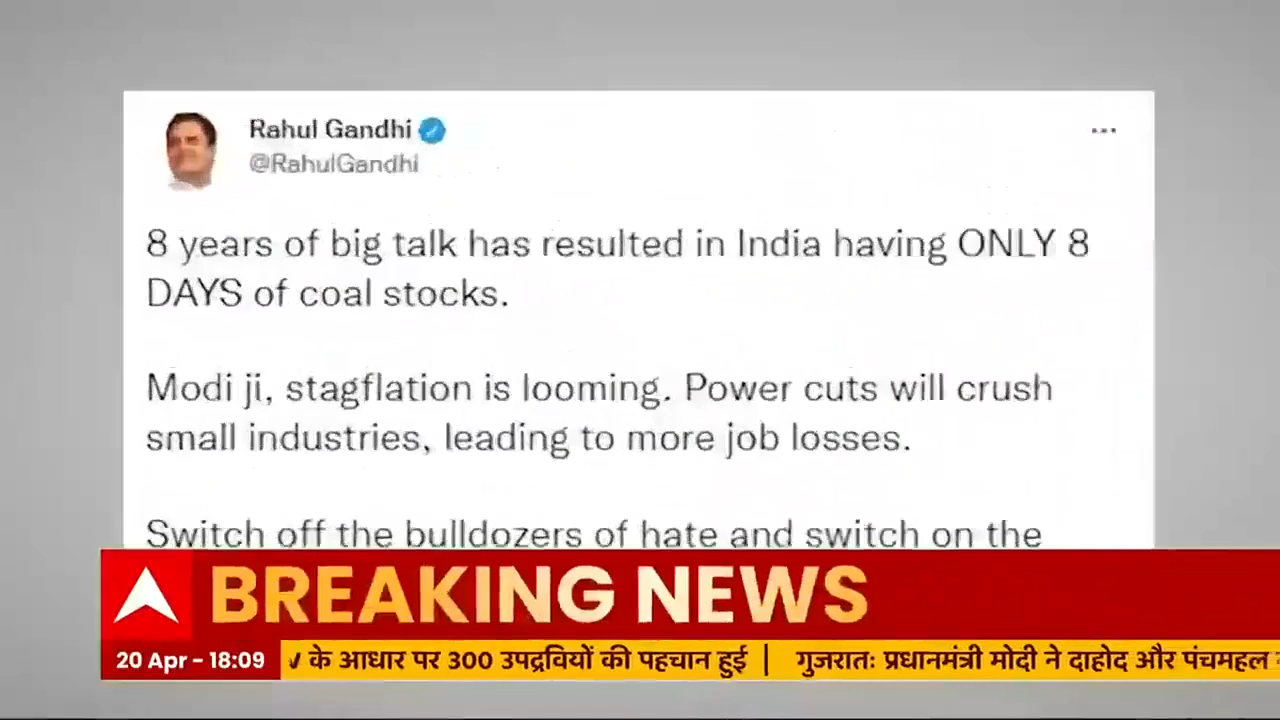 Rahul Gandhi
@RahulGandhi
8 years of big talk has resulted in India having ONLY 8
DAYS of coal stocks.
Modi ji, stagflation is looming. Power cuts will crush
small industries, leading to more job losses.
Switch off the bulldozers of hate and switch on the
BREAKING NEWS
20 Apr - 18:09
के आधार पर 300 उपद्रवियों की पहचान हुई | गुजरातः प्रधानमंत्री मोदी ने दाहोद और पंचमहल